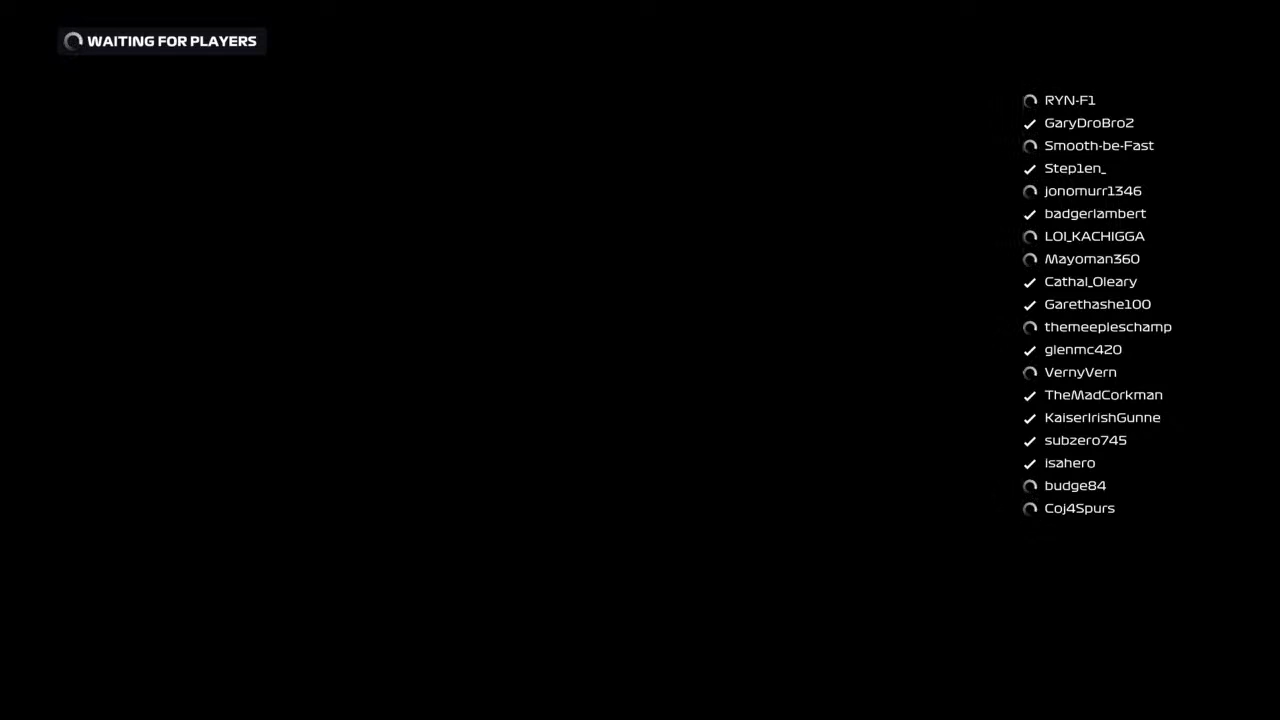 WAITING FOR PLAYERS
RYN-F1
GaryDroBro2
Smooth-be-Fast
Step1en_
jonomurr1346
badgerlambert
LOI_KACHIGGA
Mayoman360
Cathal_Oleary
Garethashe100
themeepleschamp
glenmc420
VernyVern
TheMadCorkman
KaiserIrishGunne
subzero745
isahero
budge84
Coj4Spurs